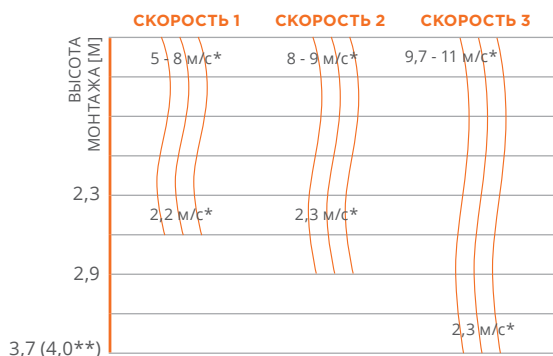 СКОРОСТЬ 1 СКОРОСТЬ 2 СКОРОСТЬ 3
ВЫСОТА
МОНТАЖА [М]
5 - 8 м/с* 8 - 9 м/с* 9,7 - 11 м/с*
2,3
2,2 м/с* 2,3 м/с*
2,9
2,3 м/с*
3,7 (4,0**)